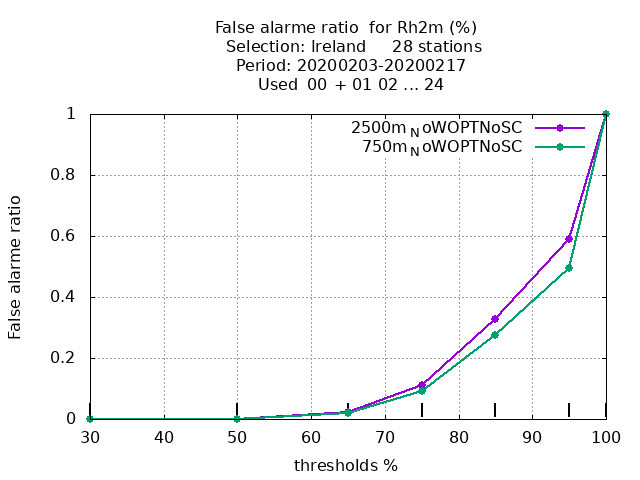 False alarme ratio  for Rh2m (%)
Selection: Ireland     28 stations
Period: 20200203-20200217
Used  00 + 01 02 ... 24
2500m_NoWOPTNoSC
750m_NoWOPTNoSC
False alarme ratio
1
0.8
0.6
0.4
0.2
0
30 40 50 60 70 80 90 100
thresholds %